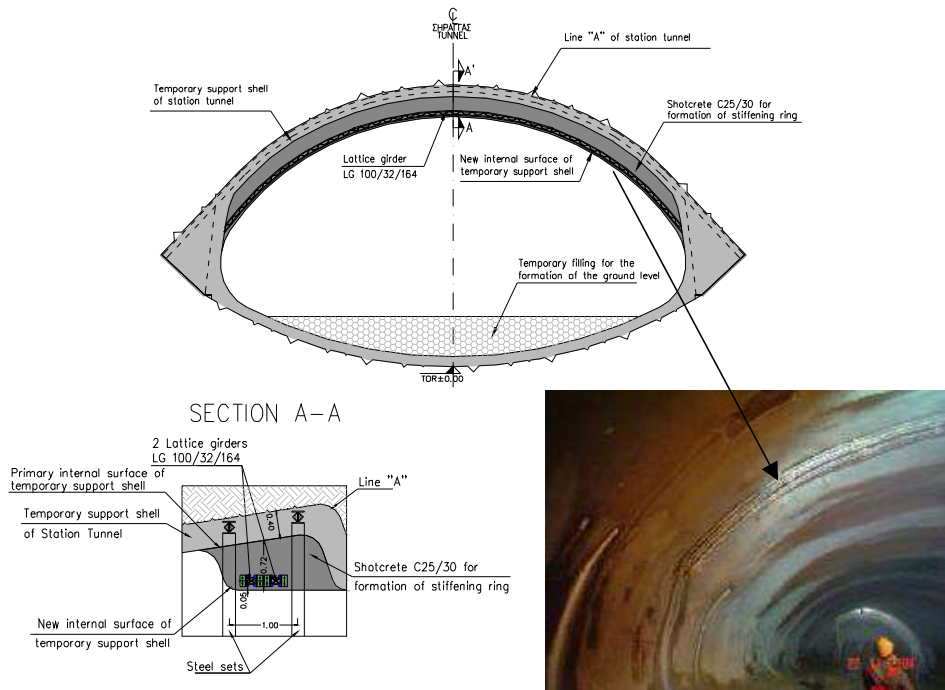 ΣΗΡΑΓΓΑΣ
TUNNEL
Line "A" of station tunnel
A'
Temporary support shell
of station tunnel
Shotcrete C25/30 for
formation of stiffening ring
A
Lattice girder
LG 100/32/164
New internal surface of
temporary support shell
Temporary filling for the
formation of the ground level
TOR±0.00
SECTION A-A
2 Lattice girders
LG 100/32/164
Primary internal surface of
temporary support shell
Line "A"
Temporary support shell
of Station Tunnel
0.40
0.72
Shotcrete C25/30 for
formation of stiffening ring
0.05
New internal surface of
temporary support shell
1.00
Steel sets